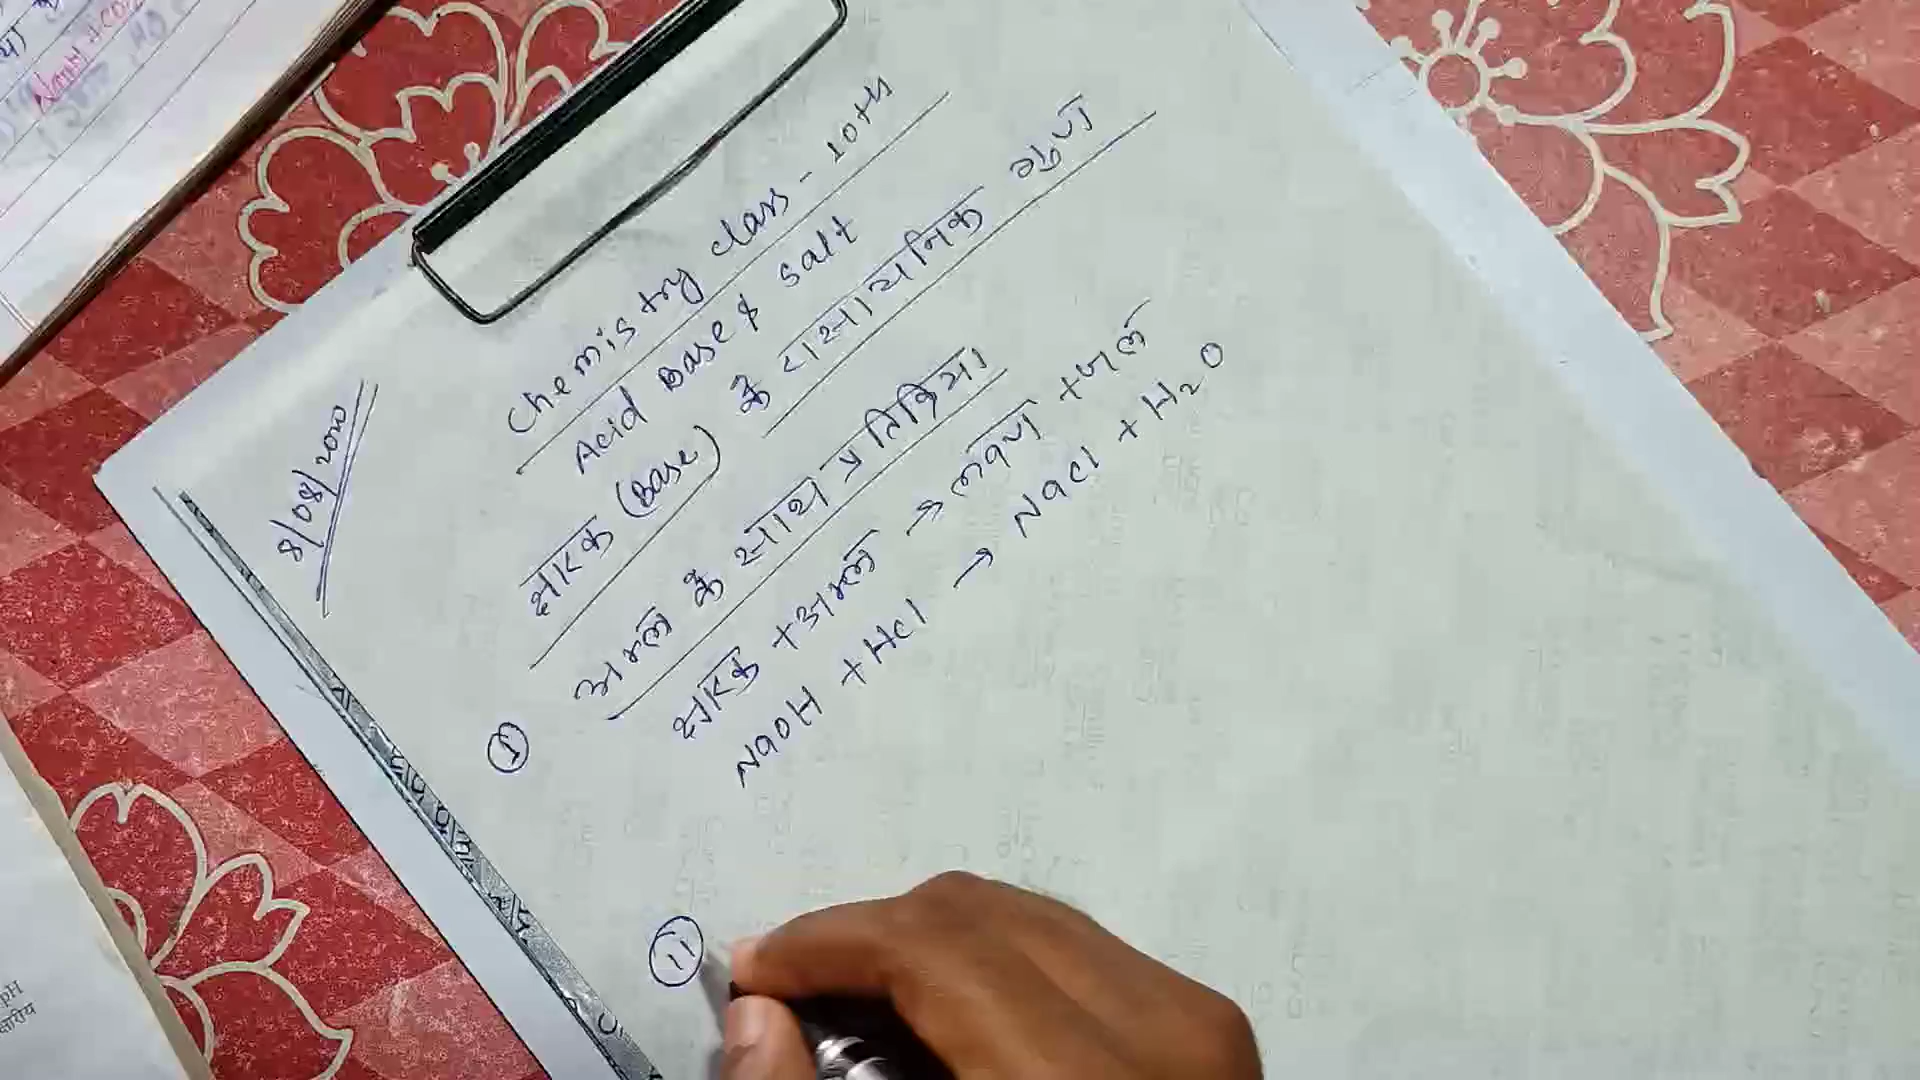 8/08/2020
Chemistry class - 10th
Acid Base & salt
क्षारक (Base) के रासायनिक गुण
I अम्ल के साथ प्रतिक्रिया
क्षारक + अम्ल → लवण + जल
NaOH + HCl → NaCl + H₂O
ii
pH
क्षारीय